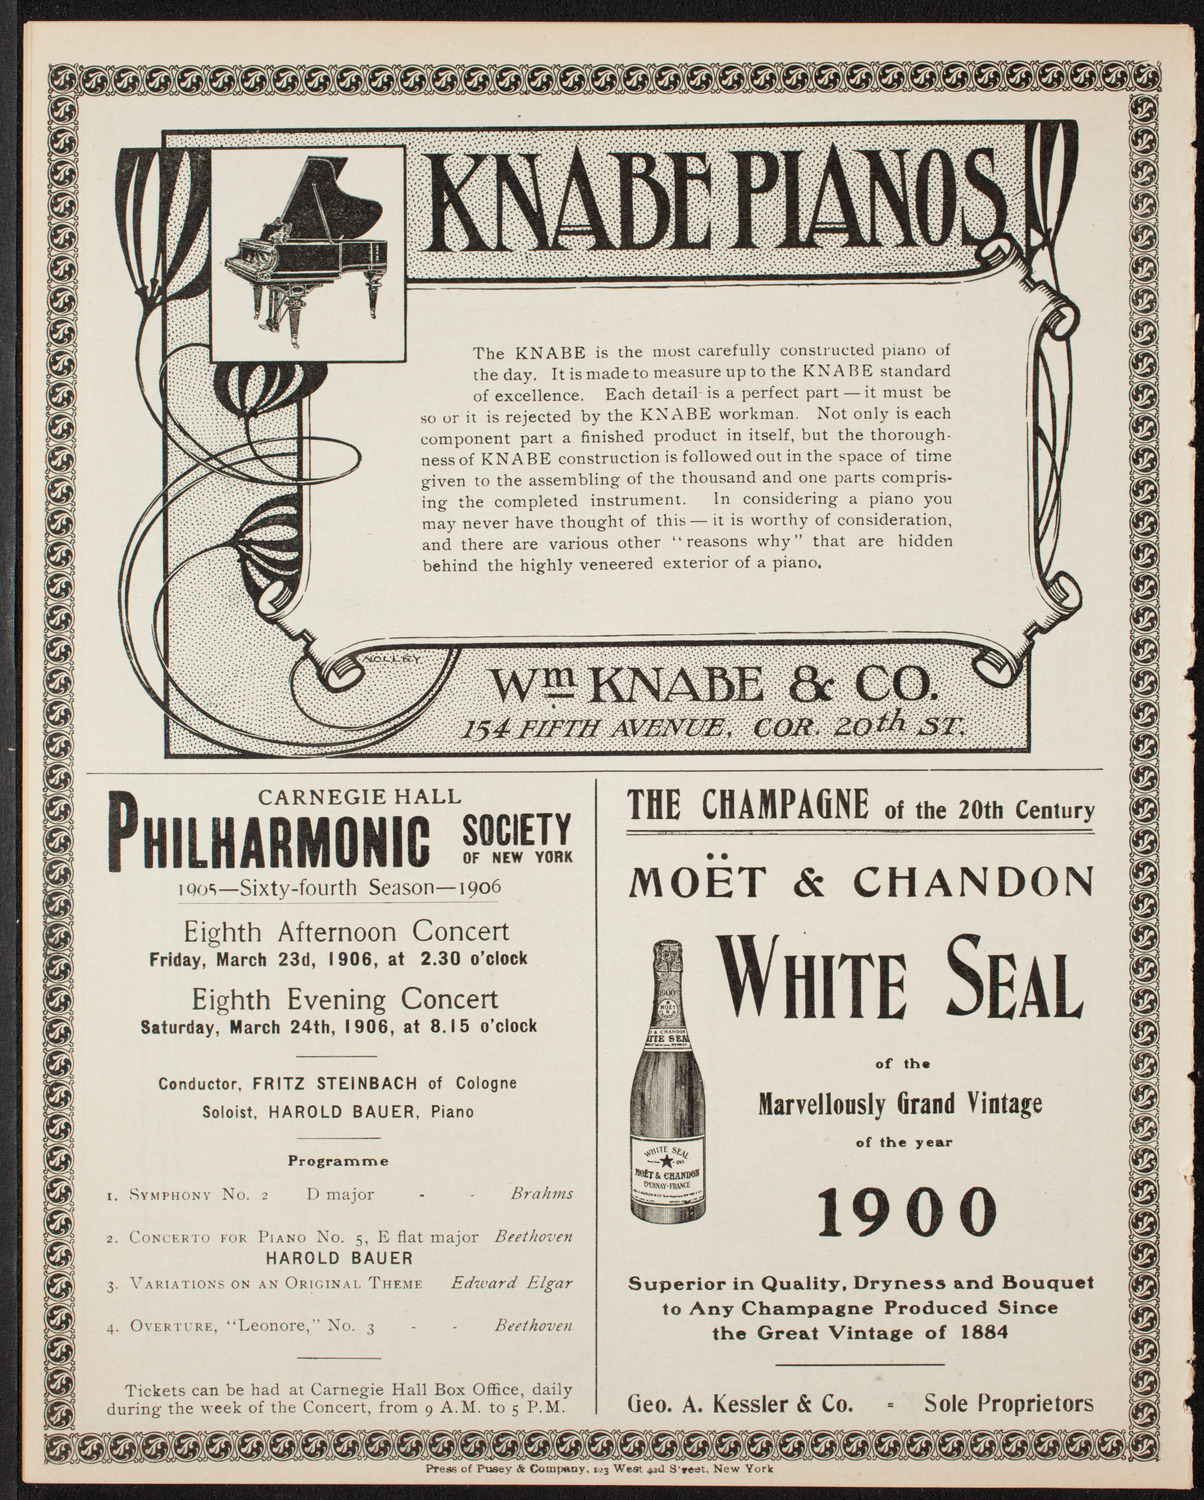 KNABE PIANOS
The KNABE is the most carefully constructed piano of
the day. It is made to measure up to the KNABE standard
of excellence. Each detail is a perfect part — it must be
so or it is rejected by the KNABE workman. Not only is each
component part a finished product in itself, but the thorough-
ness of KNABE construction is followed out in the space of time
given to the assembling of the thousand and one parts compris-
ing the completed instrument. In considering a piano you
may never have thought of this — it is worthy of consideration,
and there are various other "reasons why" that are hidden
behind the highly veneered exterior of a piano.
NOLLEY
Wm KNABE & CO.
154 FIFTH AVENUE, COR. 20th ST.
CARNEGIE HALL
PHILHARMONIC SOCIETY
OF NEW YORK
1905—Sixty-fourth Season—1906
Eighth Afternoon Concert
Friday, March 23d, 1906, at 2.30 o'clock
Eighth Evening Concert
Saturday, March 24th, 1906, at 8.15 o'clock
Conductor, FRITZ STEINBACH of Cologne
Soloist, HAROLD BAUER, Piano
Programme
1. SYMPHONY No. 2 D major - - Brahms
2. CONCERTO FOR PIANO No. 5, E flat major Beethoven
HAROLD BAUER
3. VARIATIONS ON AN ORIGINAL THEME Edward Elgar
4. OVERTURE, "Leonore," No. 3 - - Beethoven
Tickets can be had at Carnegie Hall Box Office, daily
during the week of the Concert, from 9 A.M. to 5 P.M.
THE CHAMPAGNE of the 20th Century
MOËT & CHANDON
WHITE SEAL
of the
Marvellously Grand Vintage
of the year
1900
1900
MOËT
& CHANDON
ITE SEA
WHITE SEAL
MOËT & CHANDON
EPERNAY-FRANCE
Superior in Quality, Dryness and Bouquet
to Any Champagne Produced Since
the Great Vintage of 1884
Geo. A. Kessler & Co. = Sole Proprietors
Press of Pusey & Company, 123 West 42d Street, New York